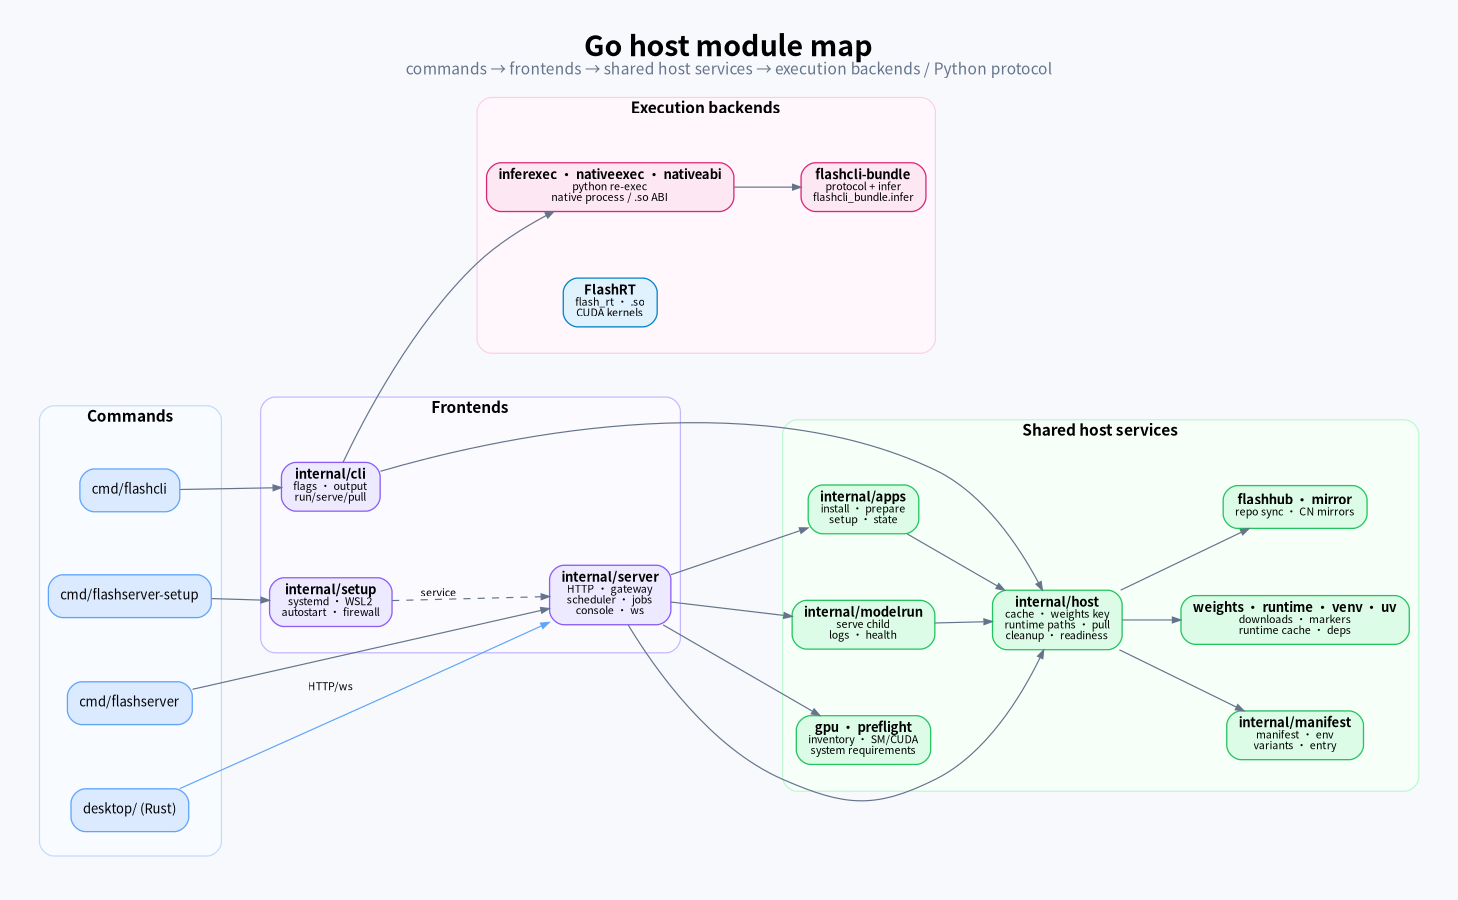 Go host module map
commands → frontends → shared host services → execution backends / Python protocol
Execution backends
inferexec • nativeexec • nativeabi
python re-exec
native process / .so ABI
flashcli-bundle
protocol + infer
flashcli_bundle.infer
FlashRT
flash_rt • .so
CUDA kernels
Commands
cmd/flashcli
cmd/flashserver-setup
cmd/flashserver
desktop/ (Rust)
Frontends
internal/cli
flags • output
run/serve/pull
internal/setup
systemd • WSL2
autostart • firewall
service
internal/server
HTTP • gateway
scheduler • jobs
console • ws
HTTP/ws
Shared host services
internal/apps
install • prepare
setup • state
internal/modelrun
serve child
logs • health
gpu • preflight
inventory • SM/CUDA
system requirements
internal/host
cache • weights key
runtime paths • pull
cleanup • readiness
flashhub • mirror
repo sync • CN mirrors
weights • runtime • venv • uv
downloads • markers
runtime cache • deps
internal/manifest
manifest • env
variants • entry